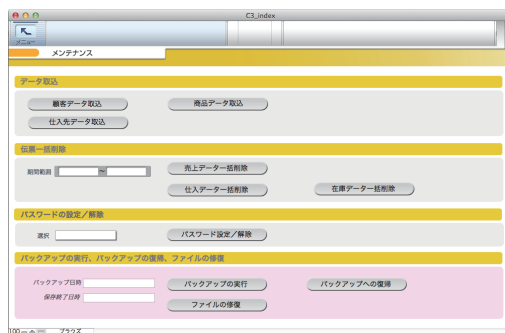 C3_index
メニュー
メンテナンス
データ取込
顧客データ取込 商品データ取込
仕入先データ取込
伝票一括削除
期間範囲 ~ 売上データ一括削除
仕入データ一括削除 在庫データ一括削除
パスワードの設定/解除
選択 パスワード設定/解除
バックアップの実行、バックアップの復帰、ファイルの修復
バックアップ日時 バックアップの実行 バックアップへの復帰
保存終了日時 ファイルの修復
100 ブラウズ